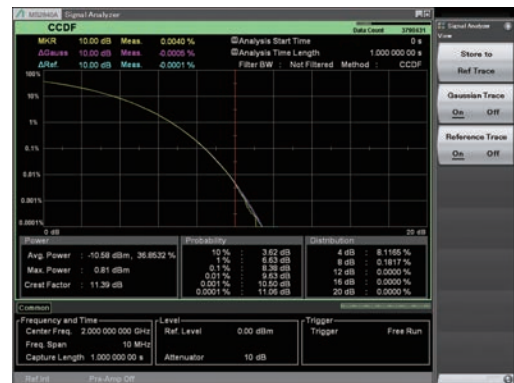 MS2840A Signal Analyzer
CCDF
Data Count 3795631
MKR 10.00 dB Meas. 0.0040 %
ΔGauss 10.00 dB Meas. -0.0005 %
ΔRef. 10.00 dB Meas. -0.0001 %
Analysis Start Time 0 s
Analysis Time Length 1.000 000 00 s
Filter BW : Not Filtered Method : CCDF
100%
10%
1%
0.1%
0.01%
0.001%
0.0001%
0 dB
20 dB
Power
Avg. Power : -10.58 dBm, 36.8532 %
Max. Power : 0.81 dBm
Crest Factor : 11.39 dB
Probability
10 % : 3.62 dB
1 % : 6.63 dB
0.1 % : 8.38 dB
0.01 % : 9.63 dB
0.001 % : 10.50 dB
0.0001 % : 11.06 dB
Distribution
4 dB : 8.1165 %
8 dB : 0.1817 %
12 dB : 0.0000 %
16 dB : 0.0000 %
20 dB : 0.0000 %
Common
Frequency and Time
Center Freq. 2.000 000 000 GHz
Freq. Span 10 MHz
Capture Length 1.000 000 00 s
Level
Ref. Level 0.00 dBm
Attenuator 10 dB
Trigger
Trigger Free Run
Ref.Int Pre-Amp Off
Signal Analyzer
View
Store to
Ref Trace
Gaussian Trace
On Off
Reference Trace
On Off